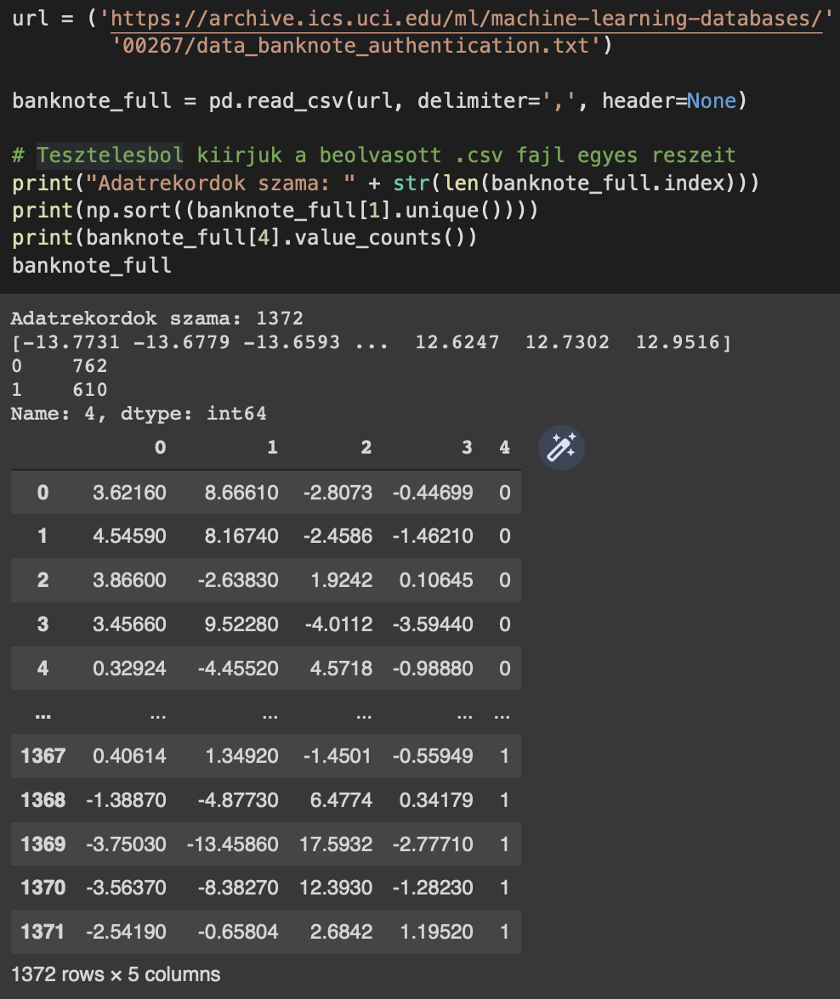 url = ('https://archive.ics.uci.edu/ml/machine-learning-databases/'
'00267/data_banknote_authentication.txt')
banknote_full = pd.read_csv(url, delimiter=',', header=None)
# Tesztelesbol kiirjuk a beolvasott .csv fajl egyes reszeit
print("Adatrekordok szama: " + str(len(banknote_full.index)))
print(np.sort((banknote_full[1].unique())))
print(banknote_full[4].value_counts())
banknote_full
Adatrekordok szama: 1372
[-13.7731 -13.6779 -13.6593 ... 12.6247 12.7302 12.9516]
0 762
1 610
Name: 4, dtype: int64
0 1 2 3 4
0 3.62160 8.66610 -2.8073 -0.44699 0
1 4.54590 8.16740 -2.4586 -1.46210 0
2 3.86600 -2.63830 1.9242 0.10645 0
3 3.45660 9.52280 -4.0112 -3.59440 0
4 0.32924 -4.45520 4.5718 -0.98880 0
... ... ... ... ... ...
1367 0.40614 1.34920 -1.4501 -0.55949 1
1368 -1.38870 -4.87730 6.4774 0.34179 1
1369 -3.75030 -13.45860 17.5932 -2.77710 1
1370 -3.56370 -8.38270 12.3930 -1.28230 1
1371 -2.54190 -0.65804 2.6842 1.19520 1
1372 rows × 5 columns